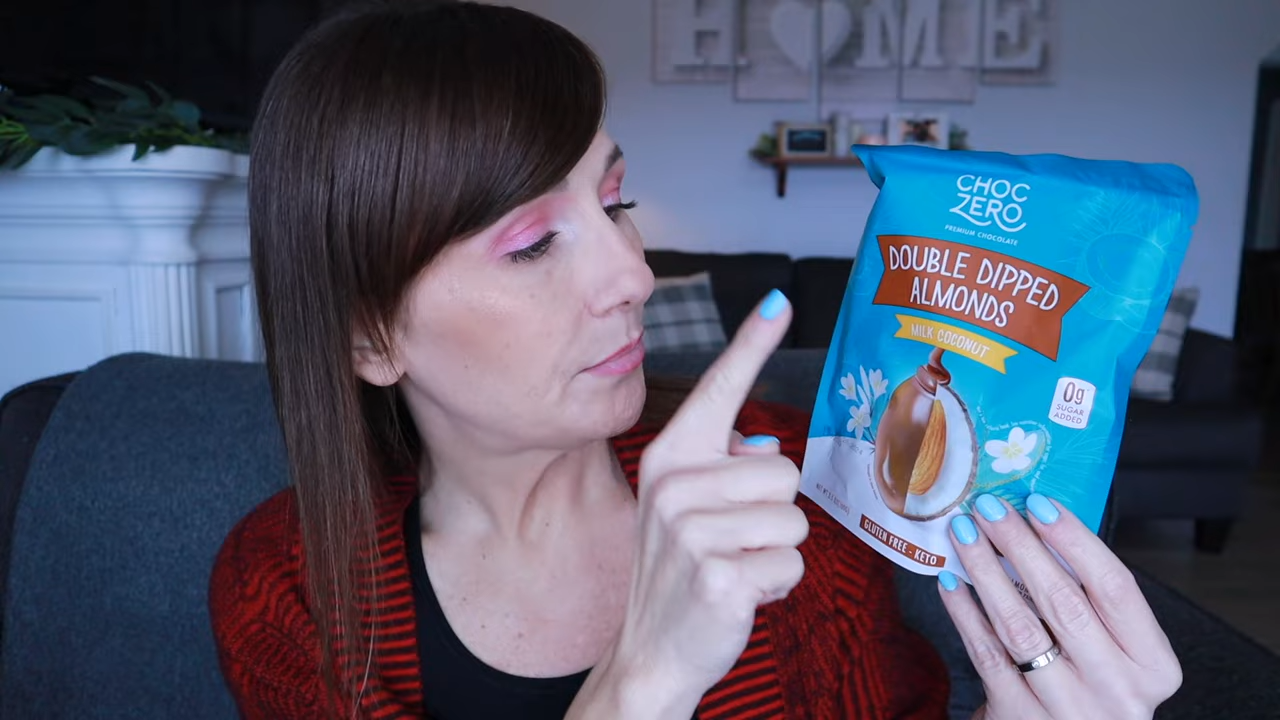 HOME
CHOC
ZERO
PREMIUM CHOCOLATE
DOUBLE DIPPED
ALMONDS
MILK COCONUT
0g
SUGAR
ADDED
GLUTEN FREE - KETO